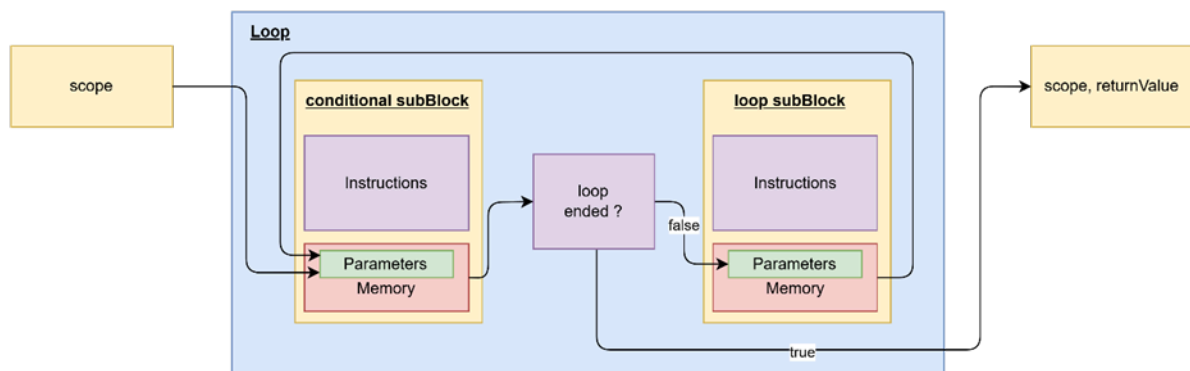 Loop
scope
conditional subBlock
Instructions
Parameters
Memory
loop
ended ?
false
true
loop subBlock
Instructions
Parameters
Memory
scope, returnValue